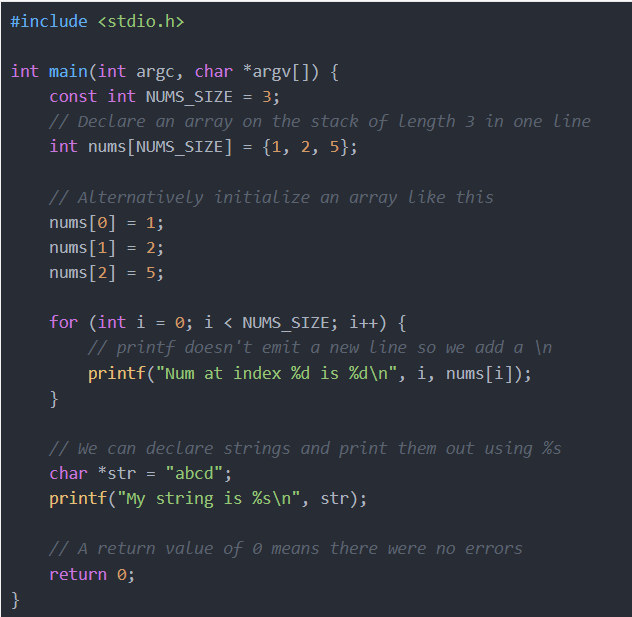 #include <stdio.h>

int main(int argc, char *argv[]) {
    const int NUMS_SIZE = 3;
    // Declare an array on the stack of length 3 in one line
    int nums[NUMS_SIZE] = {1, 2, 5};

    // Alternatively initialize an array like this
    nums[0] = 1;
    nums[1] = 2;
    nums[2] = 5;

    for (int i = 0; i < NUMS_SIZE; i++) {
        // printf doesn't emit a new line so we add a \n
        printf("Num at index %d is %d\n", i, nums[i]);
    }

    // We can declare strings and print them out using %s
    char *str = "abcd";
    printf("My string is %s\n", str);

    // A return value of 0 means there were no errors
    return 0;
}